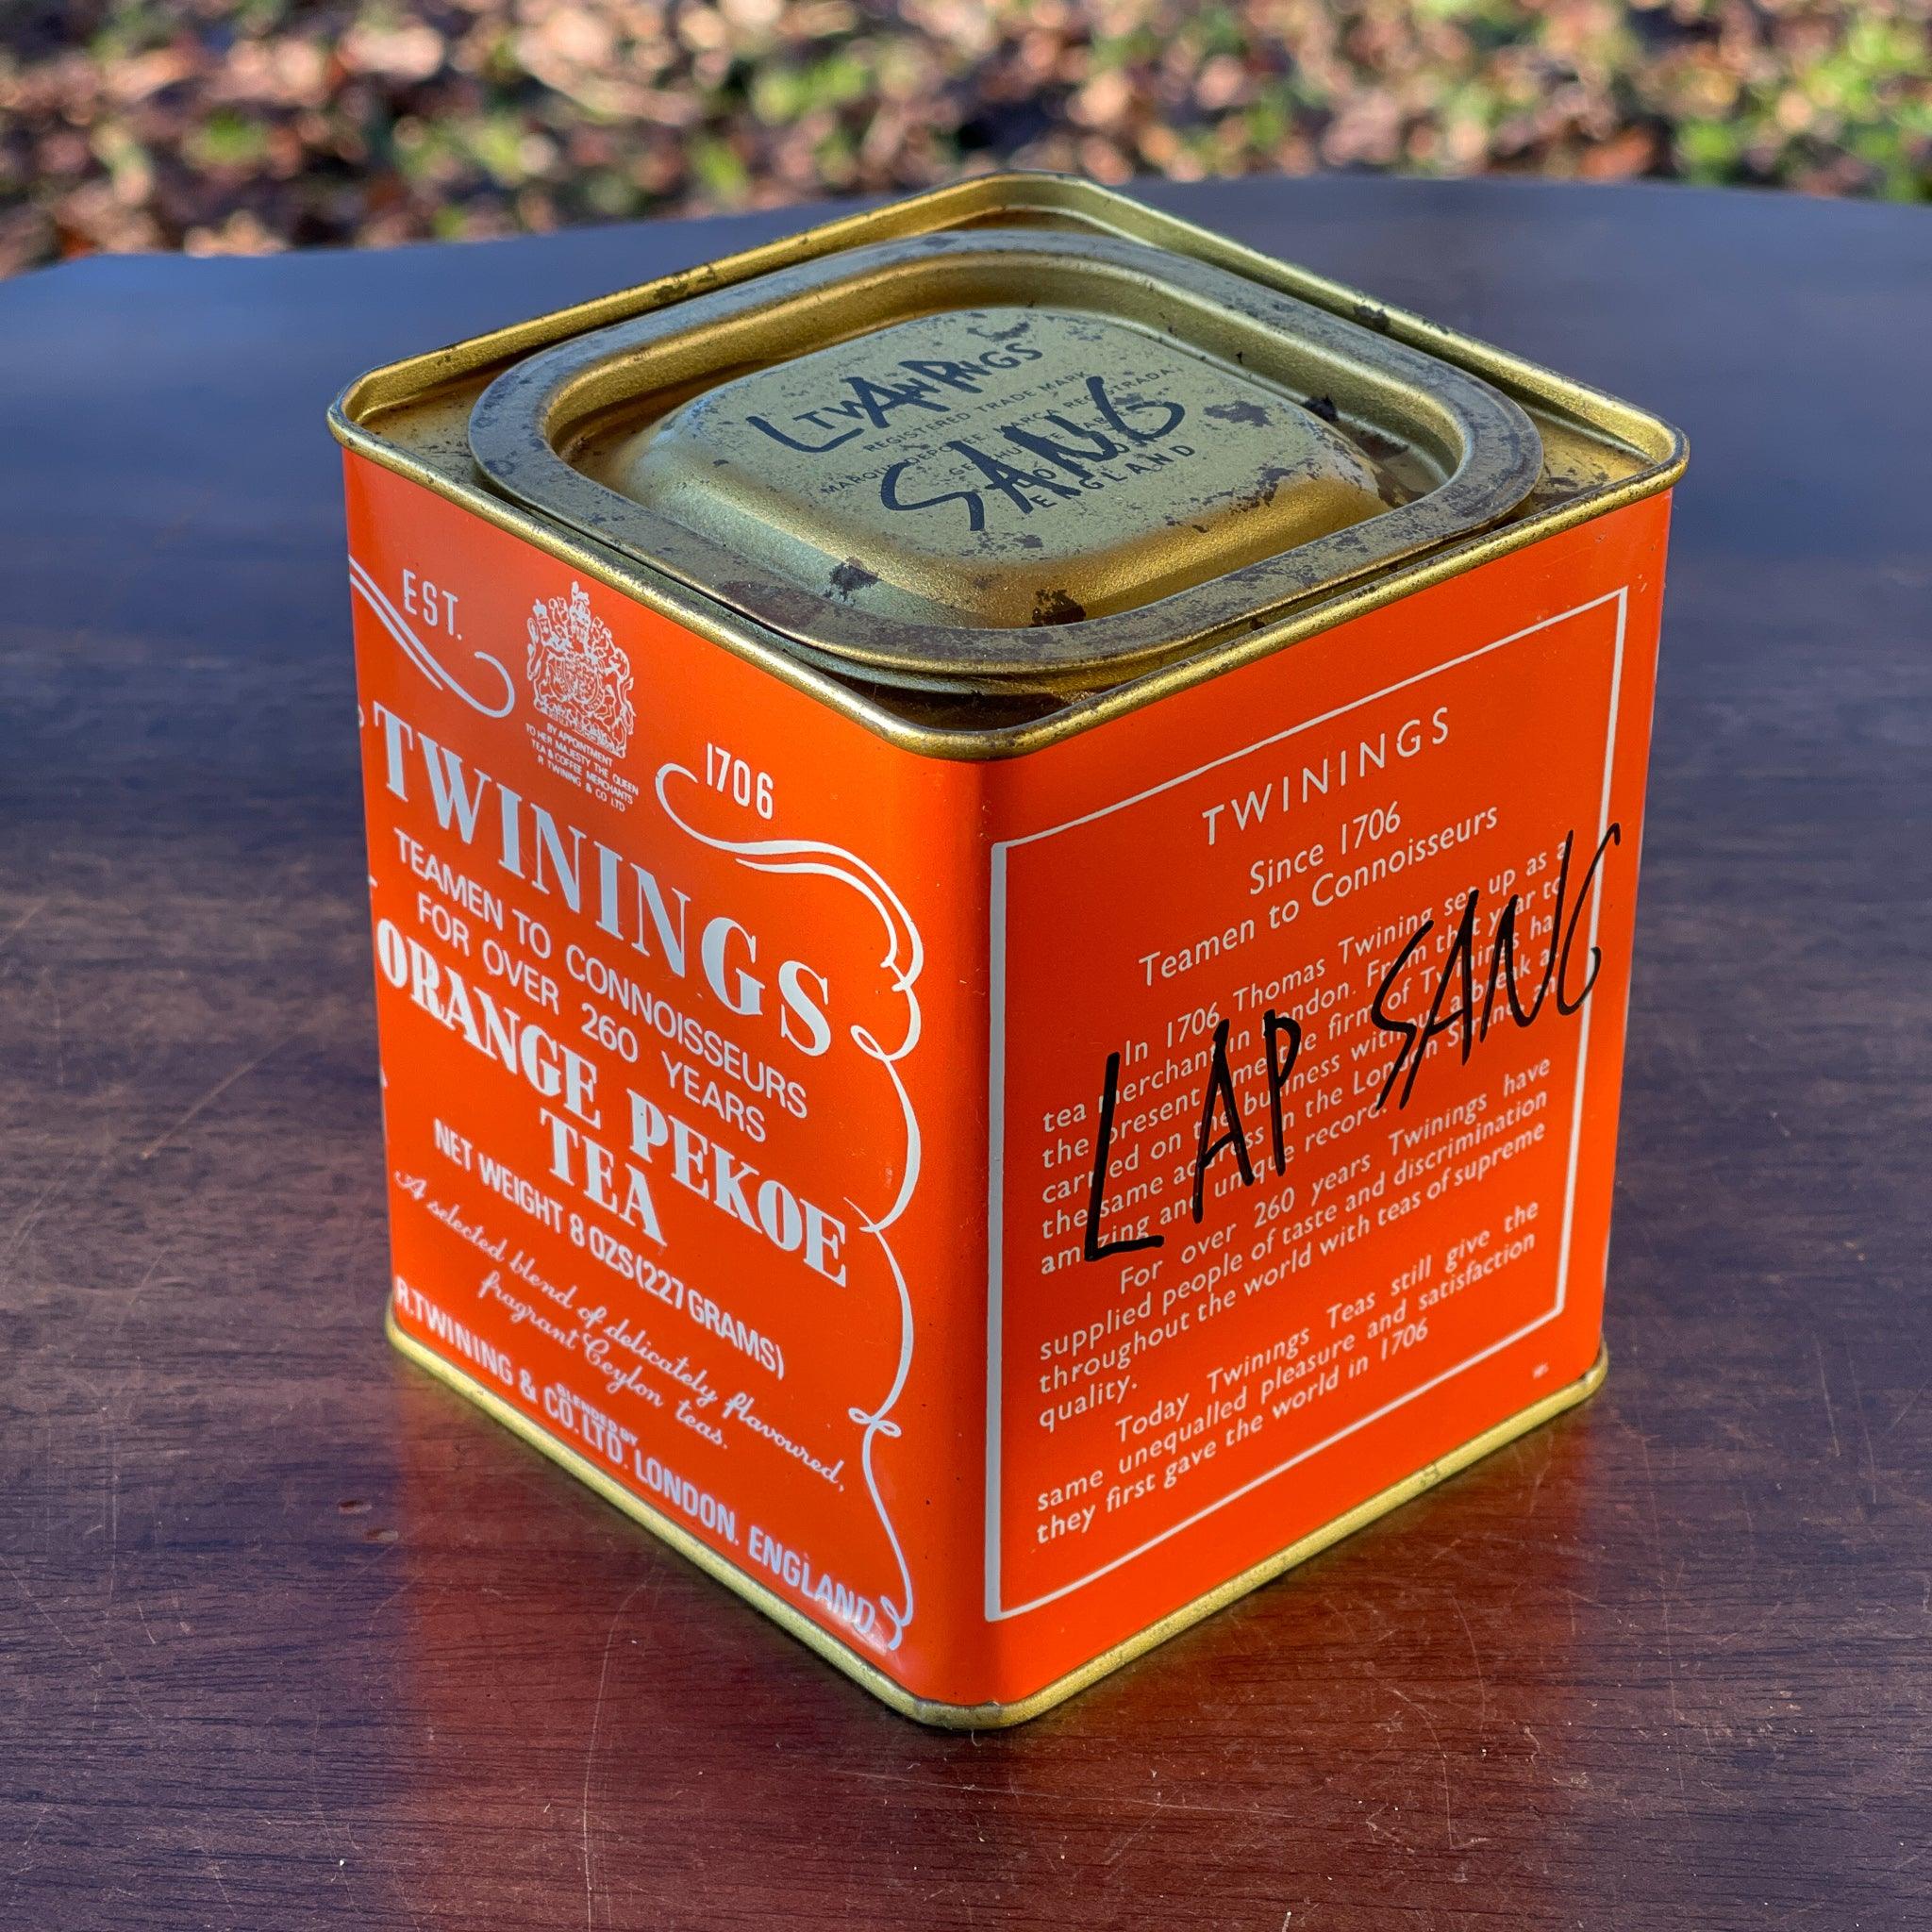 TWININGS
LAP
REGISTERED TRADE MARK
SANG
ENGLAND
EST.
1706
BY APPOINTMENT
TO HER MAJESTY THE QUEEN
TEA & COFFEE MERCHANTS
R TWINING & CO LTD
TWININGS
TEAMEN TO CONNOISSEURS
FOR OVER 260 YEARS
ORANGE PEKOE
TEA
NET WEIGHT 8 OZS (227 GRAMS)
A selected blend of delicately flavoured,
fragrant Ceylon teas.
BLENDED BY
R.TWINING & CO. LTD. LONDON. ENGLAND.
TWININGS
Since 1706
Teamen to Connoisseurs
In 1706 Thomas Twining set up as a
tea merchant in London. From that year to
the present time the firm of Twinings has
carried on the business without a break at
the same address in the London Strand. an
amazing and unique record.
For over 260 years Twinings have
supplied people of taste and discrimination
throughout the world with teas of supreme
quality.
Today Twinings Teas still give the
same unequalled pleasure and satisfaction
they first gave the world in 1706
LAP SANG